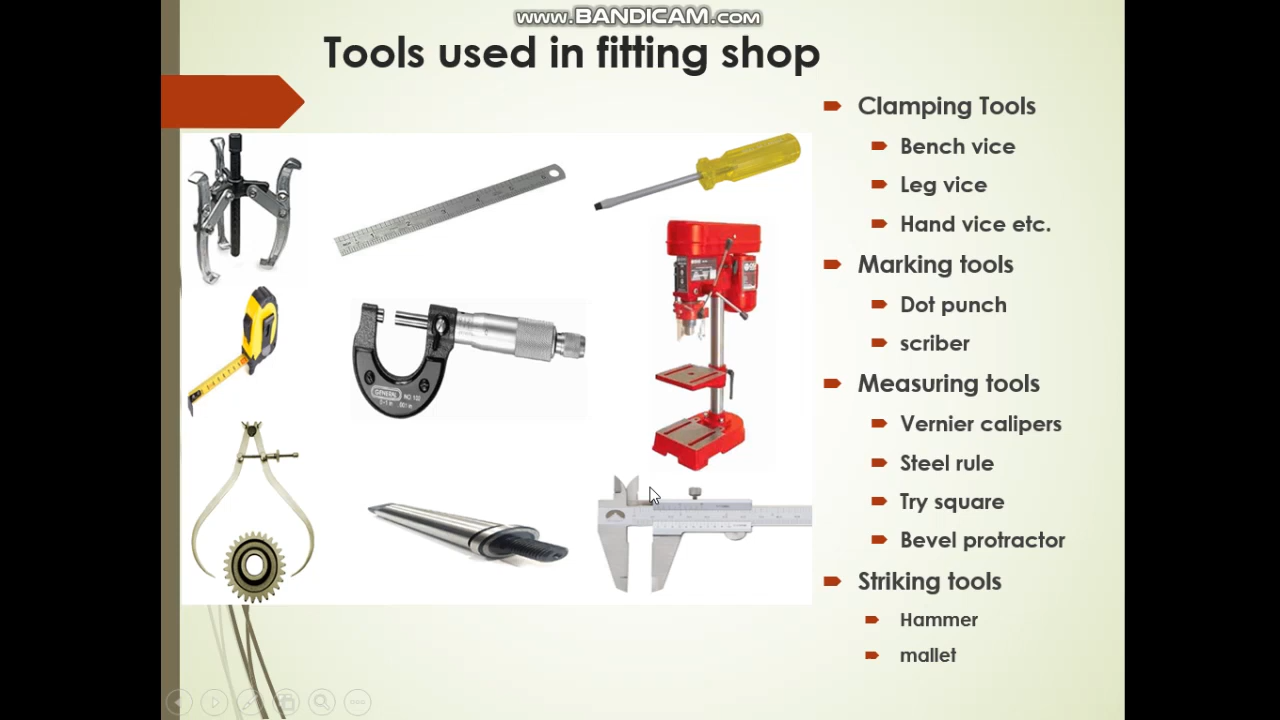 www.BANDICAM.com
Tools used in fitting shop
Clamping Tools
Bench vice
Leg vice
Hand vice etc.
Marking tools
Dot punch
scriber
Measuring tools
Vernier calipers
Steel rule
Try square
Bevel protractor
Striking tools
Hammer
mallet
GENERAL